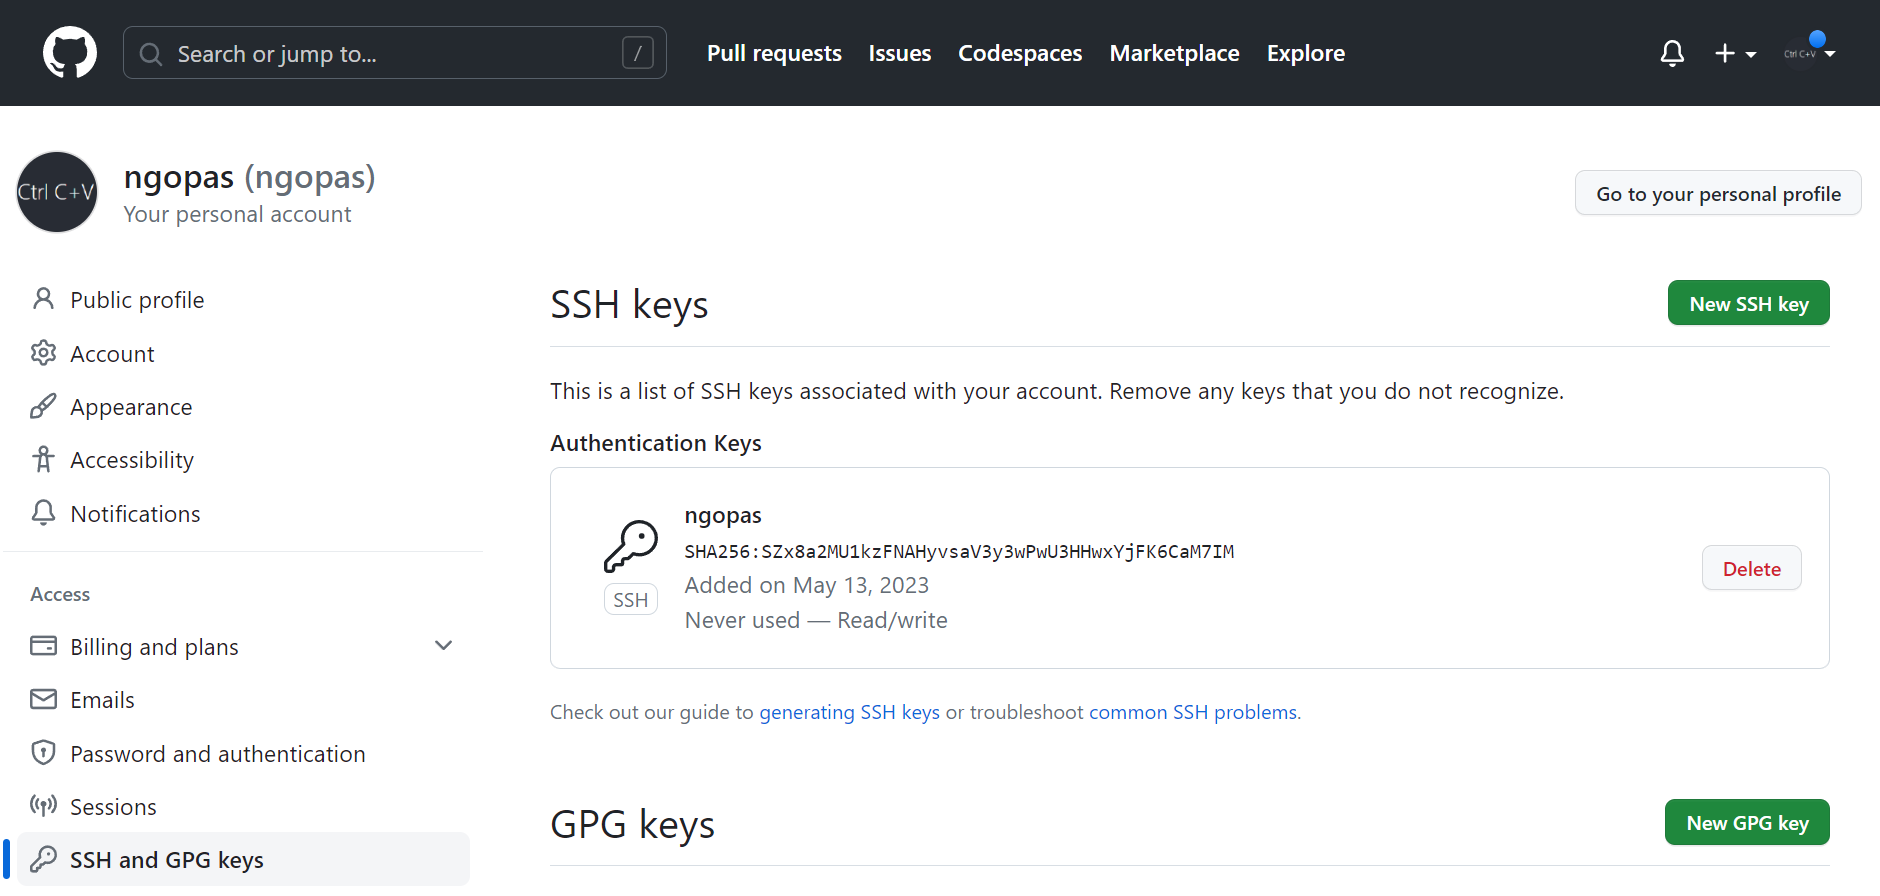 Search or jump to... /
Pull requests Issues Codespaces Marketplace Explore
Ctrl C+V
Ctrl C+V
ngopas (ngopas)
Your personal account
Go to your personal profile
Public profile
Account
Appearance
Accessibility
Notifications
Access
Billing and plans
Emails
Password and authentication
Sessions
SSH and GPG keys
SSH keys
New SSH key
This is a list of SSH keys associated with your account. Remove any keys that you do not recognize.
Authentication Keys
SSH
ngopas
SHA256:SZx8a2MU1kzFNAHyvsaV3y3wPwU3HHwxYjFK6CaM7IM
Added on May 13, 2023
Never used — Read/write
Delete
Check out our guide to generating SSH keys or troubleshoot common SSH problems.
GPG keys
New GPG key